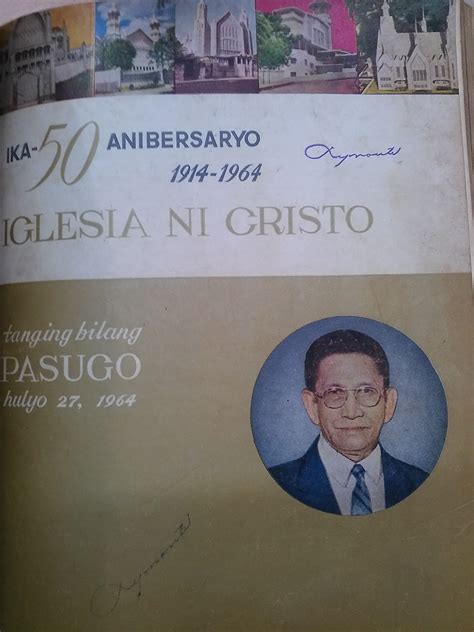 IKA-50 ANIBERSARYO
1914-1964
IGLESIA NI CRISTO
tanging bilang
PASUGO
hulyo 27, 1964